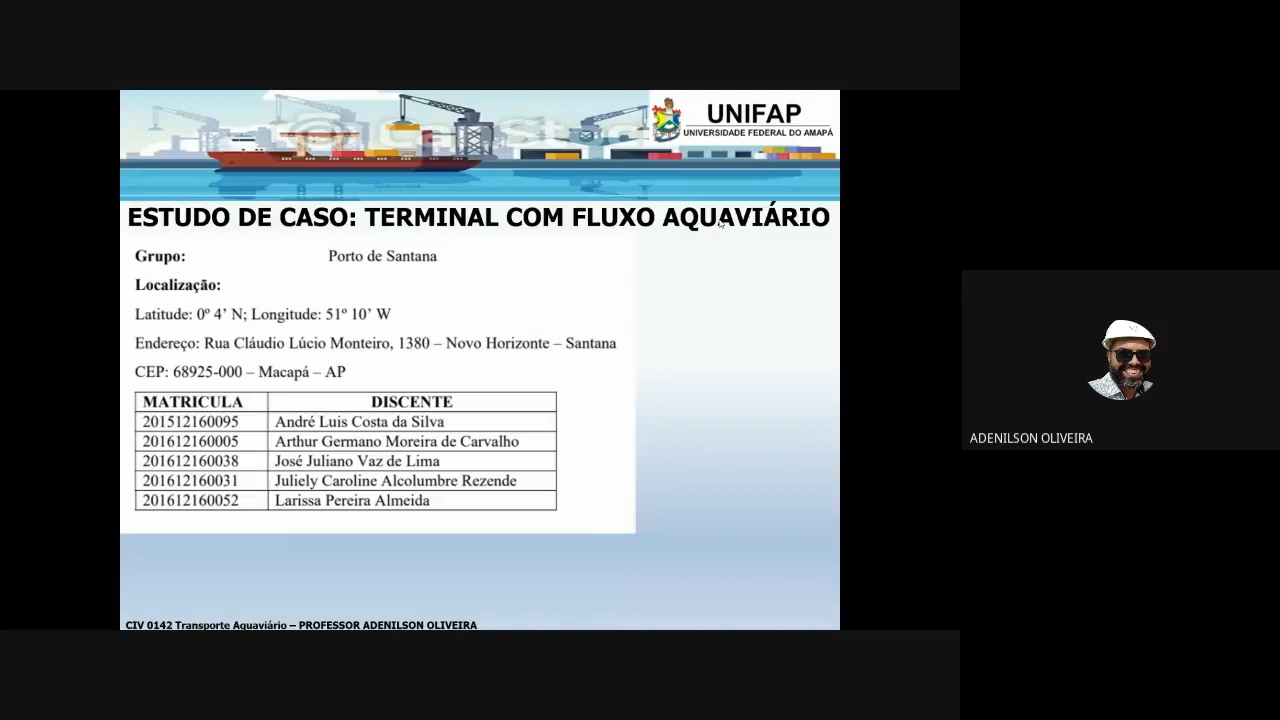 UNIFAP
UNIVERSIDADE FEDERAL DO AMAPÁ
ESTUDO DE CASO: TERMINAL COM FLUXO AQUAVIÁRIO
Grupo: Porto de Santana
Localização:
Latitude: 0º 4’ N; Longitude: 51º 10’ W
Endereço: Rua Cláudio Lúcio Monteiro, 1380 – Novo Horizonte – Santana
CEP: 68925-000 – Macapá – AP
MATRICULA DISCENTE
201512160095 André Luis Costa da Silva
201612160005 Arthur Germano Moreira de Carvalho
201612160038 José Juliano Vaz de Lima
201612160031 Juliely Caroline Alcolumbre Rezende
201612160052 Larissa Pereira Almeida
CIV 0142 Transporte Aquaviário – PROFESSOR ADENILSON OLIVEIRA
ADENILSON OLIVEIRA